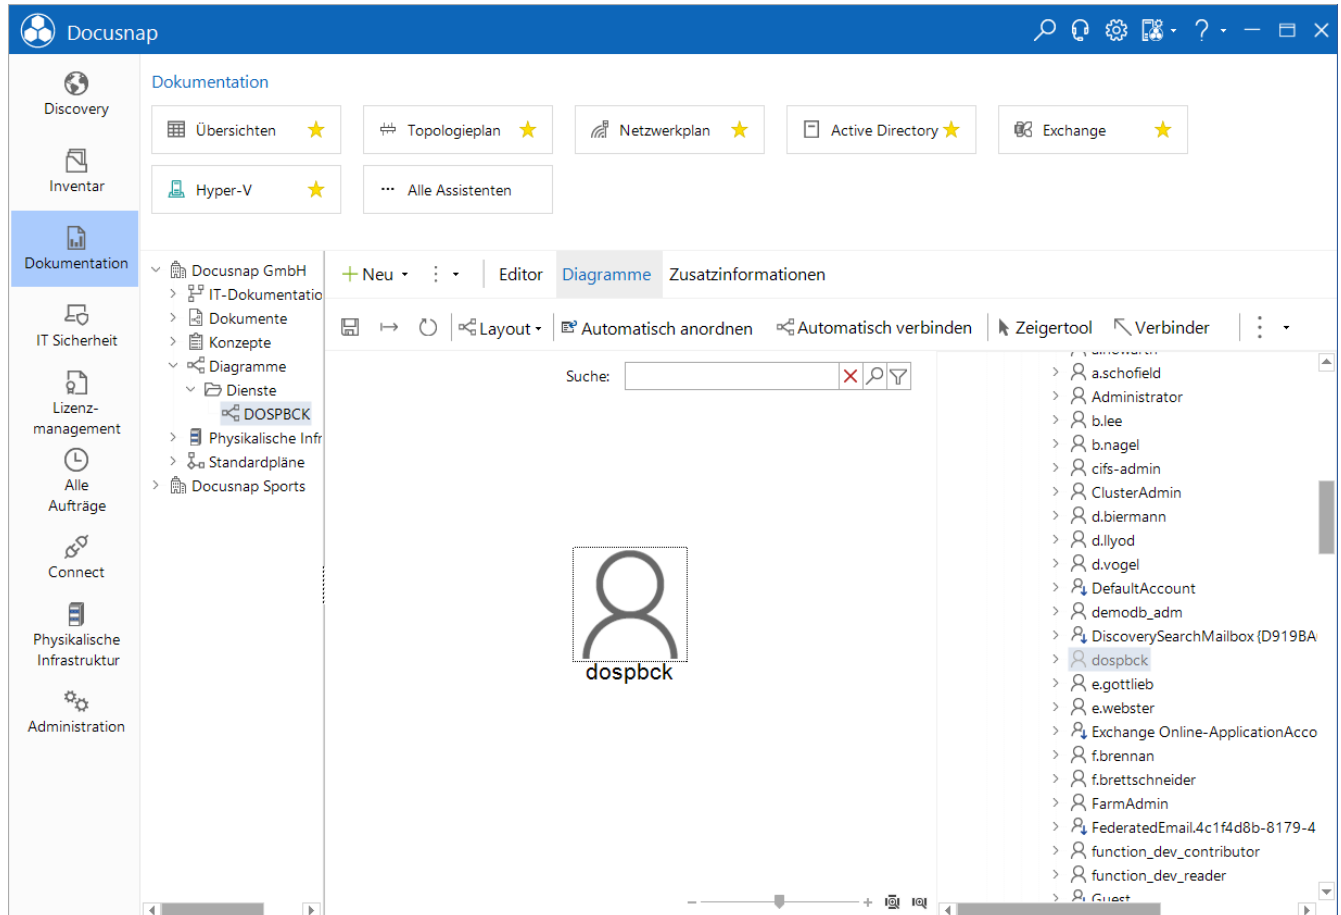 Docusnap
Discovery
Inventar
Dokumentation
IT Sicherheit
Lizenz-
management
Alle
Aufträge
Connect
Physikalische
Infrastruktur
Administration
Dokumentation
Übersichten
Topologieplan
Netzwerkplan
Active Directory
Exchange
Hyper-V
Alle Assistenten
Docusnap GmbH
IT-Dokumentatio
Dokumente
Konzepte
Diagramme
Dienste
DOSPBCK
Physikalische Infr
Standardpläne
Docusnap Sports
Neu
Editor
Diagramme
Zusatzinformationen
Layout
Automatisch anordnen
Automatisch verbinden
Zeigertool
Verbinder
Suche:
dospbck
a.schofield
Administrator
b.lee
b.nagel
cifs-admin
ClusterAdmin
d.biermann
d.llyod
d.vogel
DefaultAccount
demodb_adm
DiscoverySearchMailbox {D919BA
dospbck
e.gottlieb
e.webster
Exchange Online-ApplicationAcco
f.brennan
f.brettschneider
FarmAdmin
FederatedEmail.4c1f4d8b-8179-4
function_dev_contributor
function_dev_reader
Guest